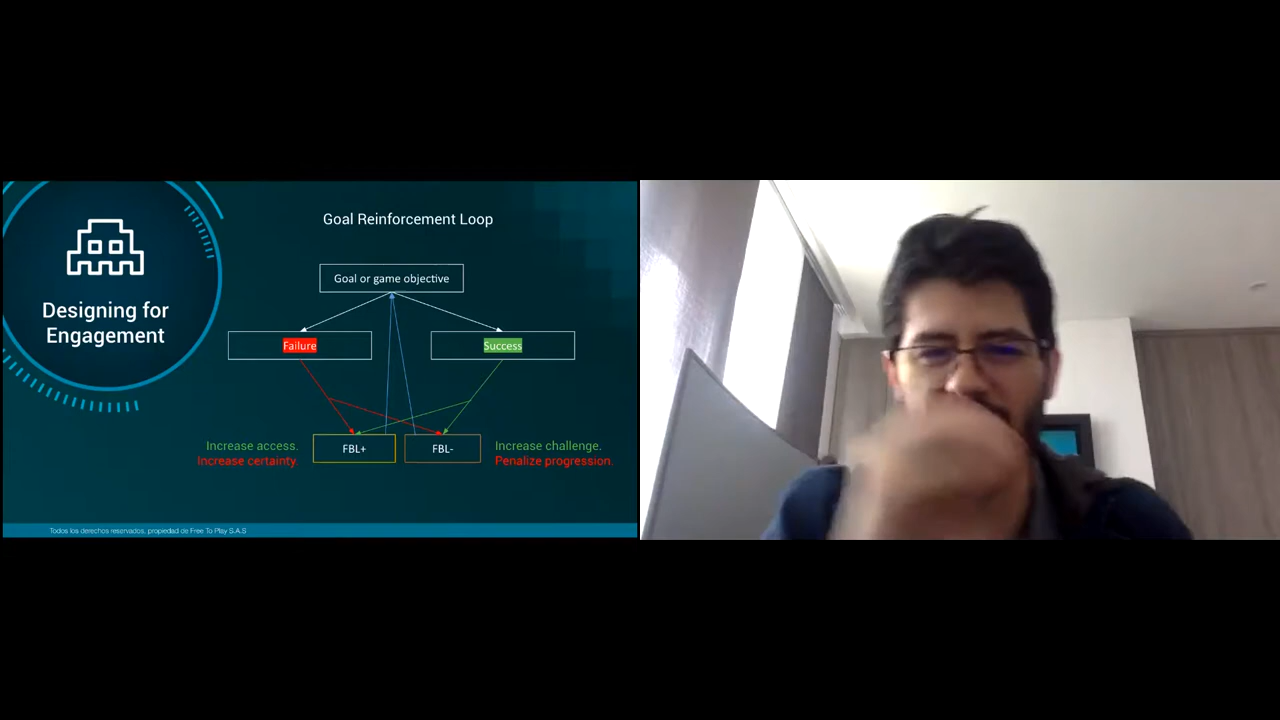 Designing for
Engagement
Goal Reinforcement Loop
Goal or game objective
Failure
Success
Increase access.
Increase certainty.
FBL+
FBL-
Increase challenge.
Penalize progression.
Todos los derechos reservados, propiedad de Free To Play S.A.S